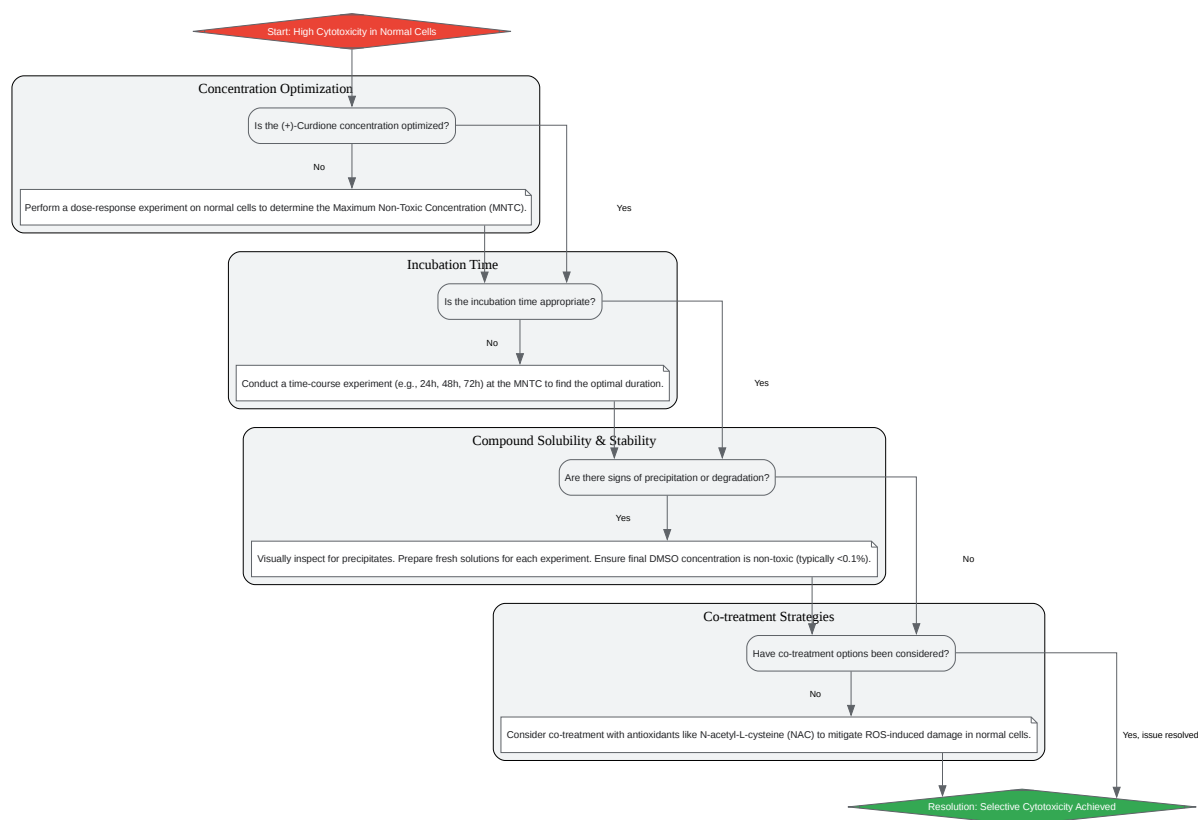 Start: High Cytotoxicity in Normal Cells
Concentration Optimization
Is the (+)-Curdione concentration optimized?
No
Perform a dose-response experiment on normal cells to determine the Maximum Non-Toxic Concentration (MNTC).
Yes
Incubation Time
Is the incubation time appropriate?
No
Conduct a time-course experiment (e.g., 24h, 48h, 72h) at the MNTC to find the optimal duration.
Yes
Compound Solubility & Stability
Are there signs of precipitation or degradation?
Yes
Visually inspect for precipitates. Prepare fresh solutions for each experiment. Ensure final DMSO concentration is non-toxic (typically <0.1%).
No
Co-treatment Strategies
Have co-treatment options been considered?
No
Consider co-treatment with antioxidants like N-acetyl-L-cysteine (NAC) to mitigate ROS-induced damage in normal cells.
Yes, issue resolved
Resolution: Selective Cytotoxicity Achieved